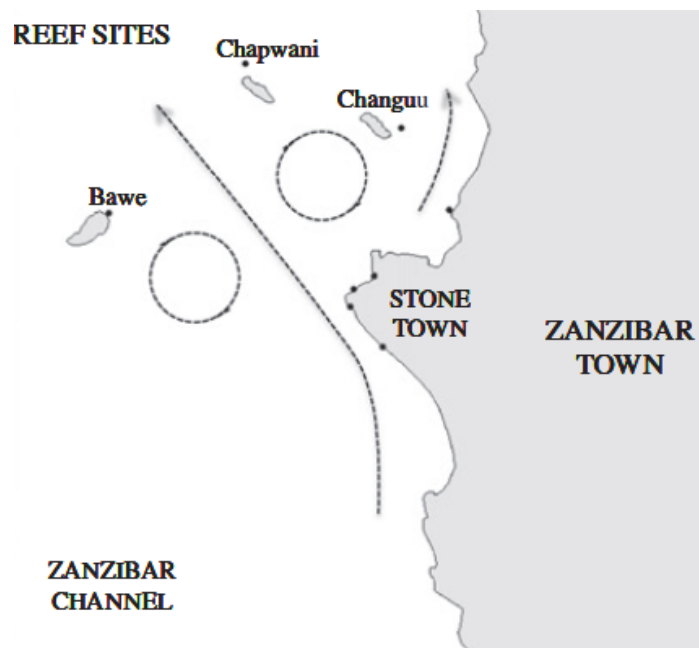 REEF SITES
Chapwani
Changuu
Bawe
STONE
TOWN
ZANZIBAR
TOWN
ZANZIBAR
CHANNEL